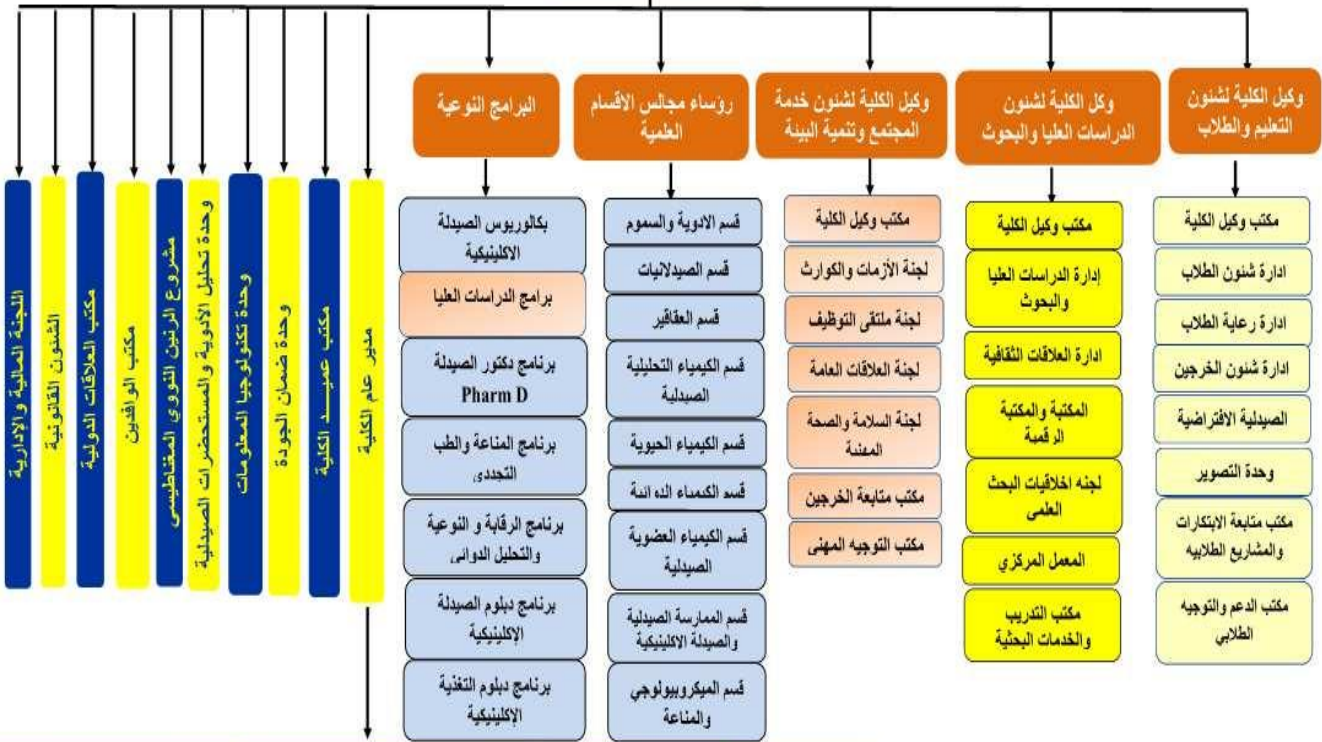 وكيل الكلية لشئون
التعليم والطلاب
مكتب وكيل الكلية
ادارة شئون الطلاب
ادارة رعاية الطلاب
ادارة شئون الخرجين
الصيدلية الافتراضية
وحدة التصوير
مكتب متابعة الابتكارات
والمشاريع الطلابيه
مكتب الدعم والتوجيه
الطلابي
وكل الكلية لشئون
الدراسات العليا والبحوث
مكتب وكيل الكلية
إدارة الدراسات العليا
والبحوث
ادارة العلاقات الثقافية
المكتبة والمكتبة
الرقمية
لجنه اخلاقيات البحث
العلمى
المعمل المركزي
مكتب التدريب
والخدمات البحثية
وكيل الكلية لشئون خدمة
المجتمع وتنمية البيئة
مكتب وكيل الكلية
لجنة الأزمات والكوارث
لجنة ملتقى التوظيف
لجنة العلاقات العامة
لجنة السلامة والصحة
المهنية
مكتب متابعة الخرجين
مكتب التوجيه المهنى
رؤساء مجالس الاقسام
العلمية
قسم الادوية والسموم
قسم الصيدلانيات
قسم العقاقير
قسم الكيمياء التحليلية
الصيدلية
قسم الكيمياء الحيوية
قسم الكيمياء الدوائية
قسم الكيمياء العضوية
الصيدلية
قسم الممارسة الصيدلية
والصيدلة الاكلينيكية
قسم الميكروبيولوجي
والمناعة
البرامج النوعية
بكالوريوس الصيدلة
الاكلينيكية
برامج الدراسات العليا
برنامج دكتور الصيدلة
Pharm D
برنامج المناعة والطب
التجددى
برنامج الرقابة و النوعية
والتحليل الدوائى
برنامج دبلوم الصيدلة
الإكلينيكية
برنامج دبلوم التغذية
الإكلينيكية
مدير عام الكلية
مكتب عميــد الكلية
وحدة ضمان الجودة
وحدة تكنولوجيا المعلومات
وحدة تحليل الأدوية والمستحضرات الصيدلية
مشروع الرنين النووي المغناطيسى
مكتب الوافدين
مكتب العلاقات الدولية
الشئون القانونية
اللجنة المالية والإدارية